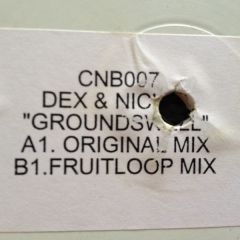 CNB007
DEX & NIC
"GROUNDSWELL"
A1. ORIGINAL MIX
B1.FRUITLOOP MIX